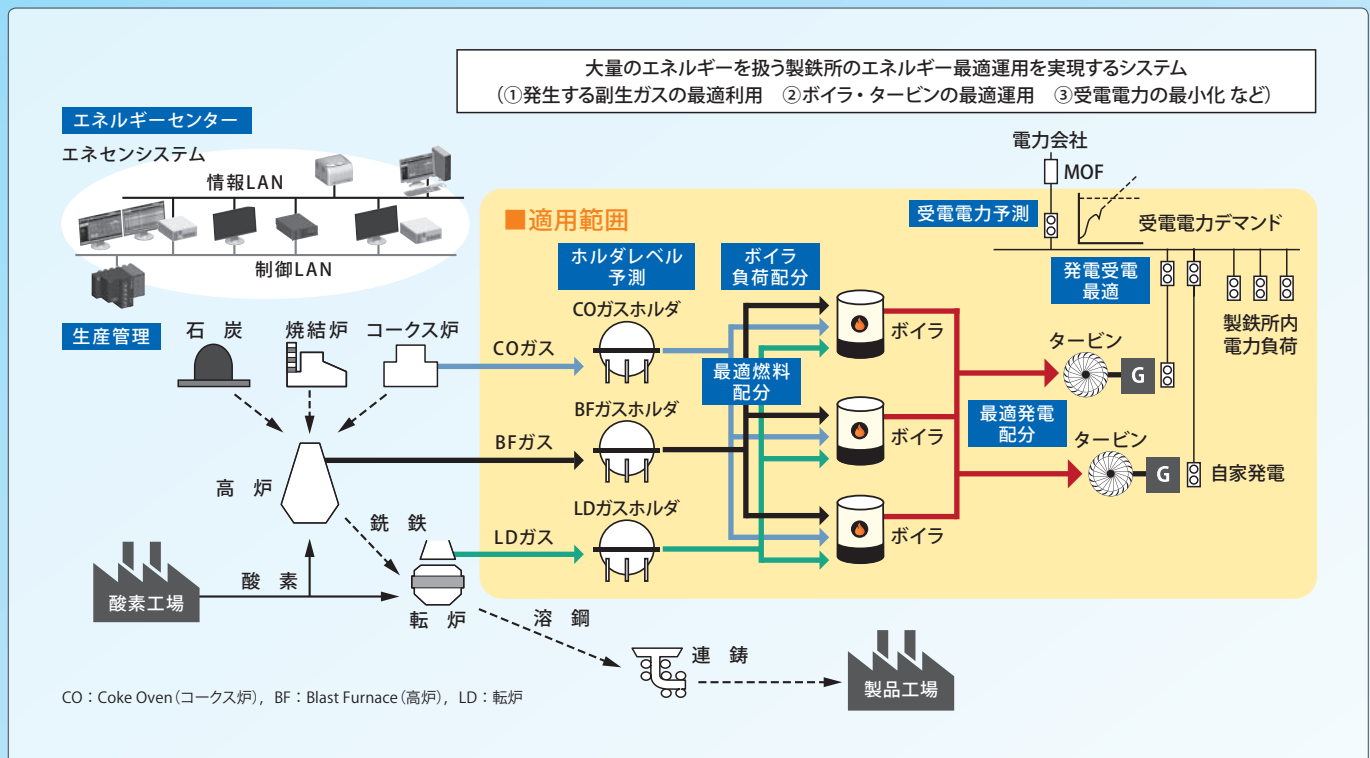 大量のエネルギーを扱う製鉄所のエネルギー最適運用を実現するシステム
(①発生する副生ガスの最適利用　②ボイラ・タービンの最適運用　③受電電力の最小化 など)
エネルギーセンター
エネセンシステム
情報LAN
制御LAN
電力会社
MOF
受電電力予測
受電電力デマンド
■適用範囲
ホルダレベル
予測
ボイラ
負荷配分
発電受電
最適
製鉄所内
電力負荷
生産管理
石　炭
焼結炉
コークス炉
COガス
COガスホルダ
最適燃料
配分
ボイラ
タービン
G
BFガス
BFガスホルダ
ボイラ
最適発電
配分
タービン
G
自家発電
高　炉
銑　鉄
LDガス
LDガスホルダ
ボイラ
酸素工場
酸　素
転　炉
溶　鋼
連　鋳
製品工場
CO：Coke Oven(コークス炉)，BF：Blast Furnace(高炉)，LD：転炉